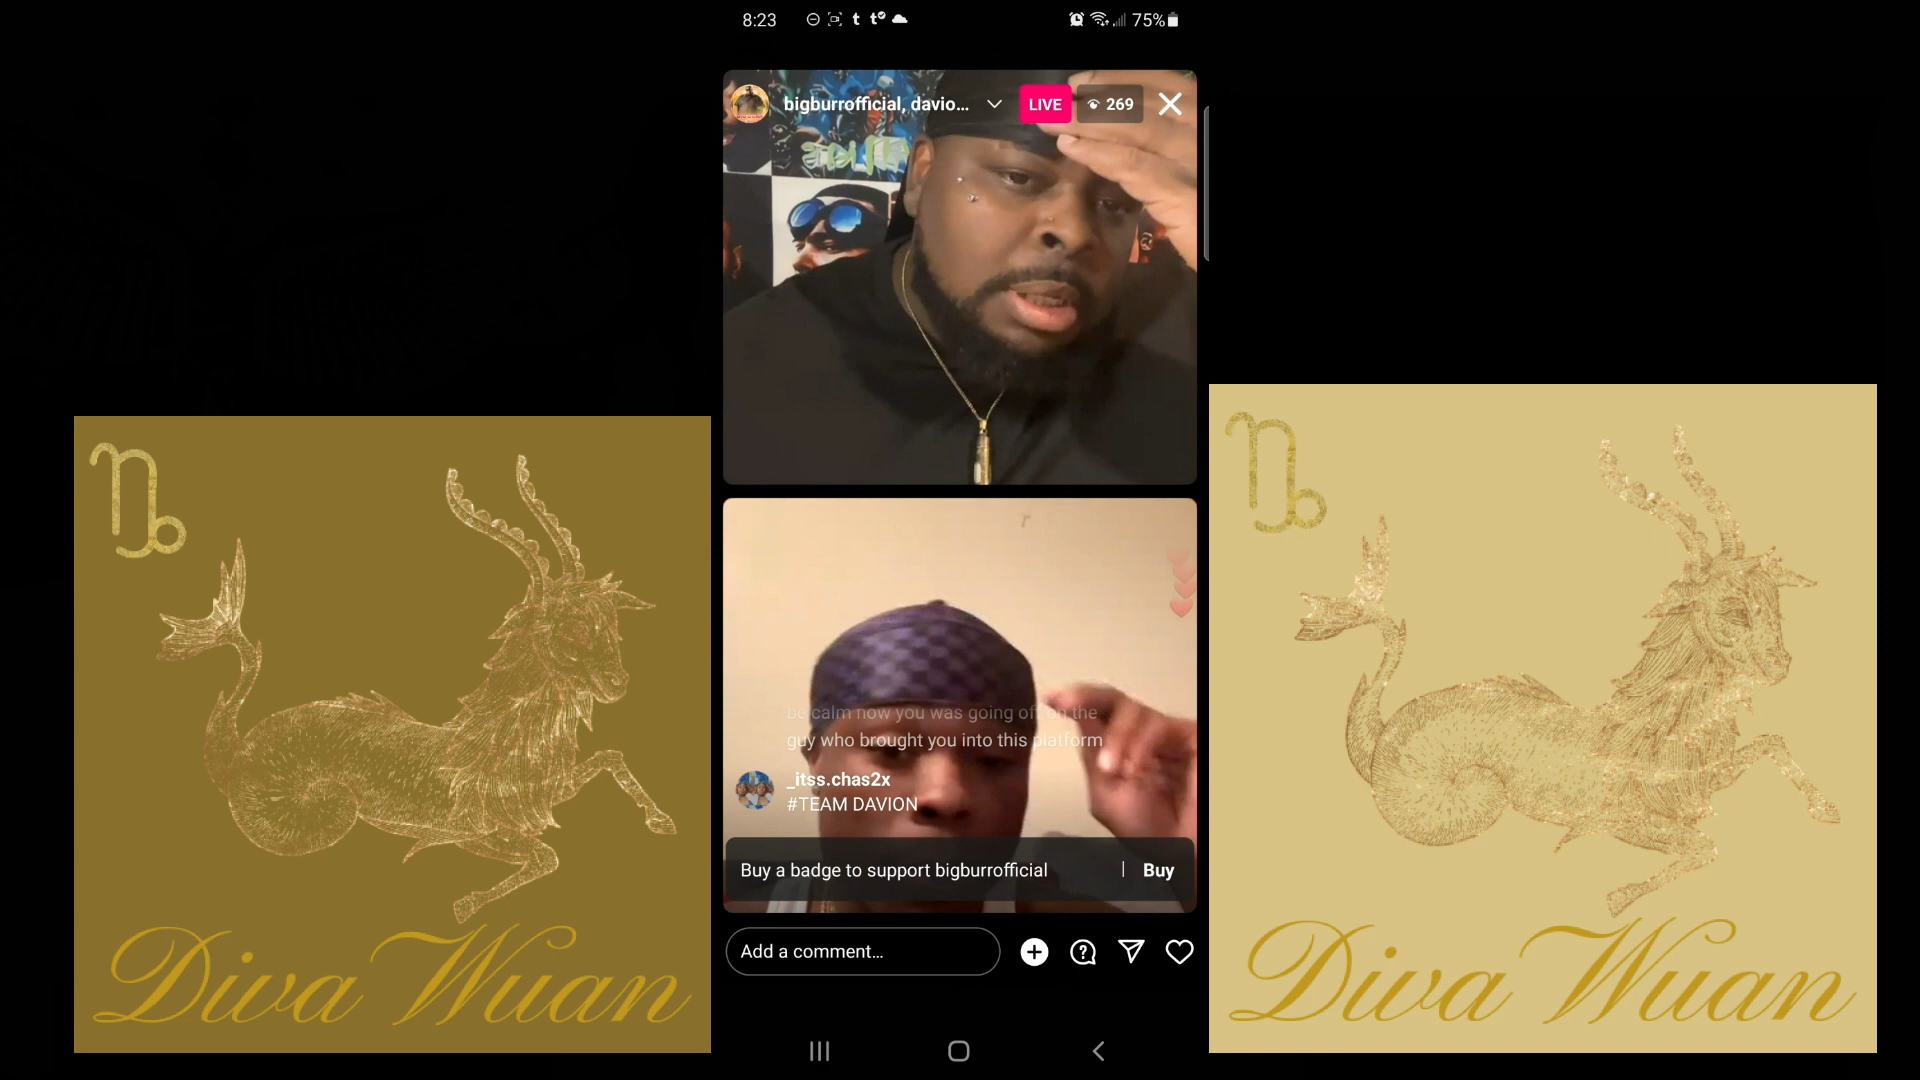 8:23
75%
bigburrofficial, davio...
LIVE
269
be calm now you was going off on the
guy who brought you into this platform
_itss.chas2x
#TEAM DAVION
Buy a badge to support bigburrofficial
Buy
Add a comment...
Diva Wuan
Diva Wuan